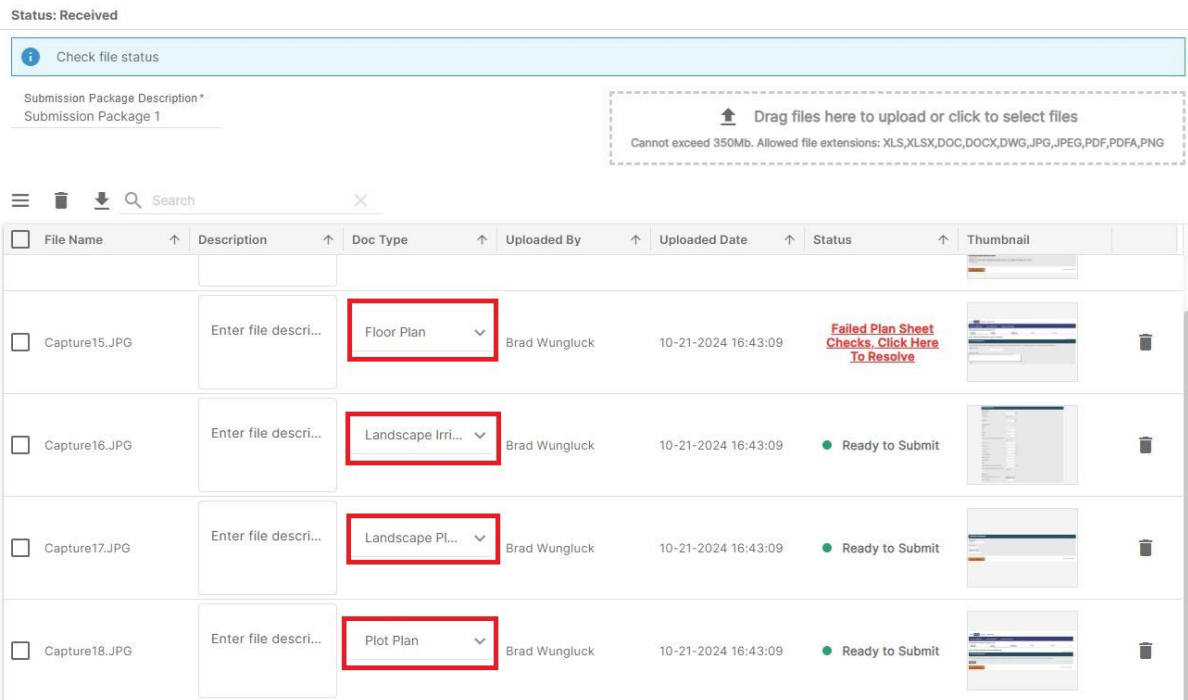 Status: Received
Check file status
Submission Package Description *
Submission Package 1
Drag files here to upload or click to select files
Cannot exceed 350Mb. Allowed file extensions: XLS,XLSX,DOC,DOCX,DWG,JPG,JPEG,PDF,PDFA,PNG
Search
File Name Description Doc Type Uploaded By Uploaded Date Status Thumbnail
Capture15.JPG Enter file descri... Floor Plan Brad Wungluck 10-21-2024 16:43:09 Failed Plan Sheet
Checks, Click Here
To Resolve
Capture16.JPG Enter file descri... Landscape Irri... Brad Wungluck 10-21-2024 16:43:09 Ready to Submit
Capture17.JPG Enter file descri... Landscape Pl... Brad Wungluck 10-21-2024 16:43:09 Ready to Submit
Capture18.JPG Enter file descri... Plot Plan Brad Wungluck 10-21-2024 16:43:09 Ready to Submit